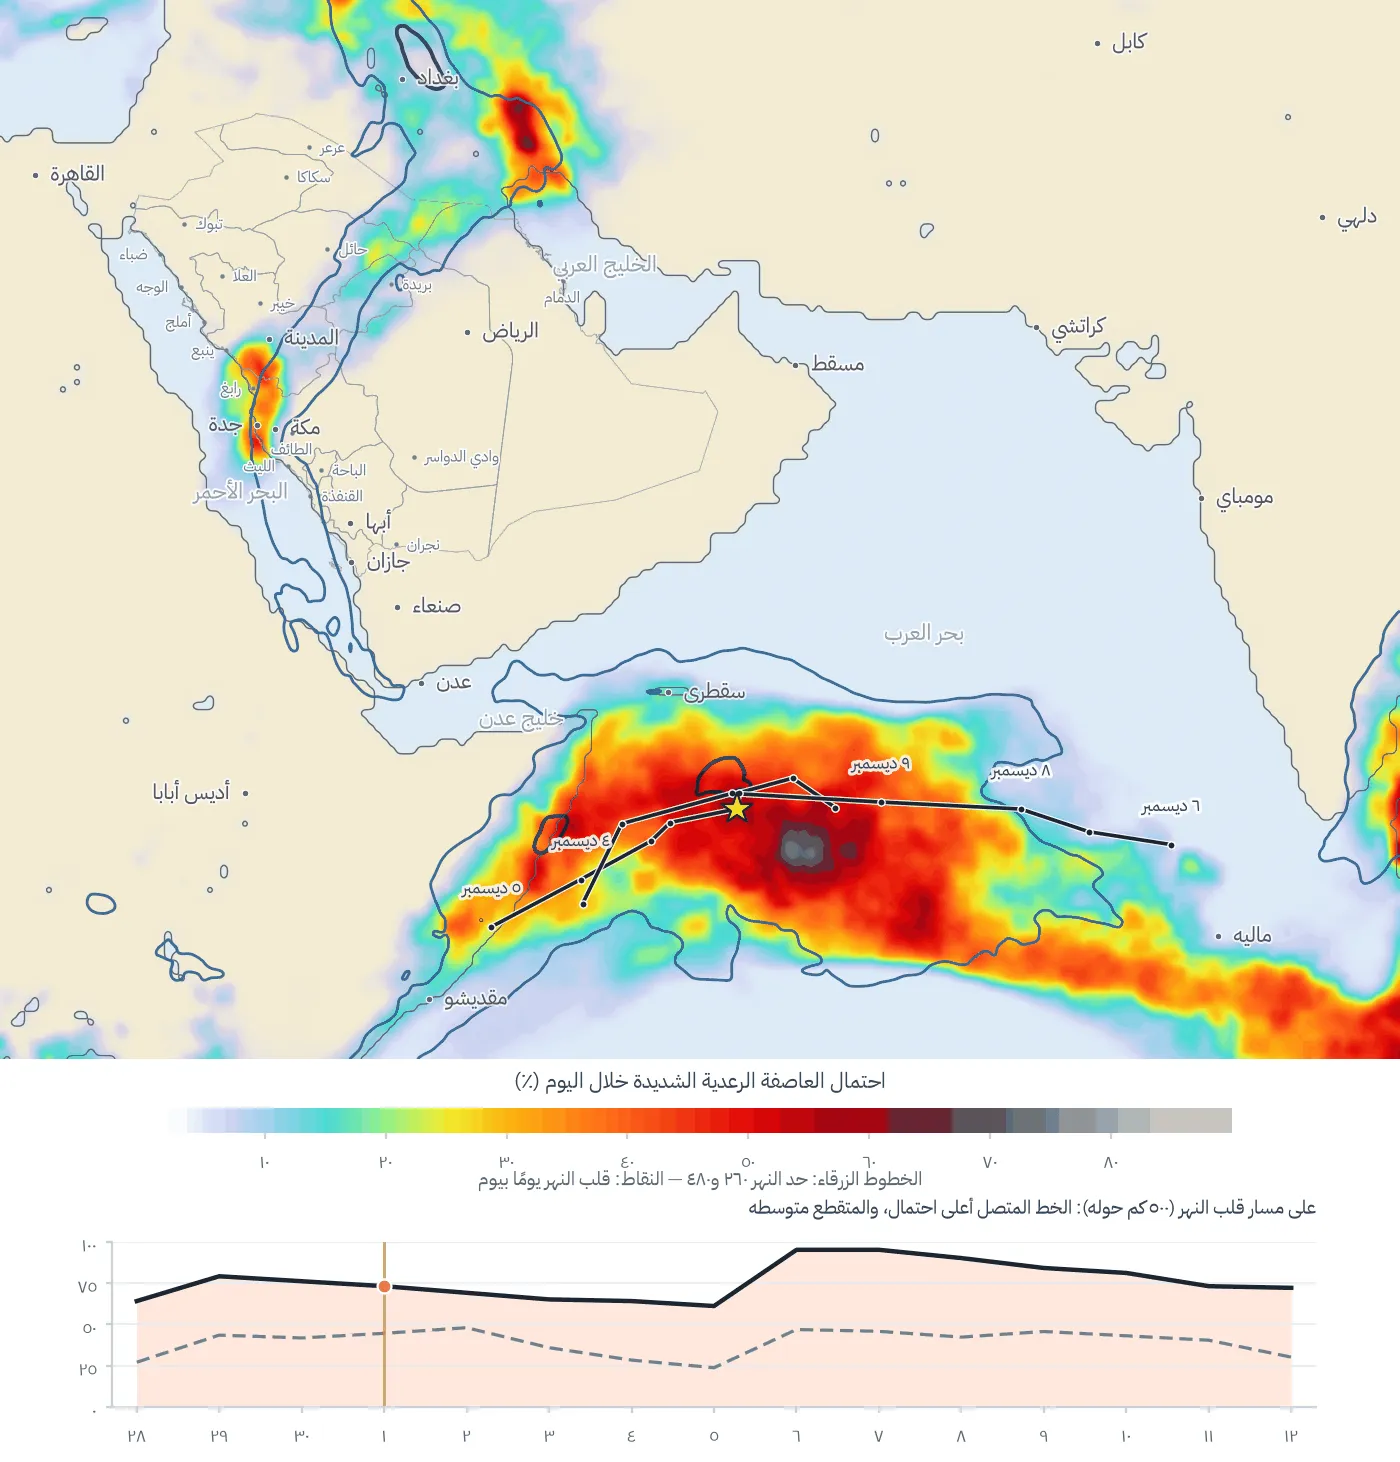 كابل
بغداد
عرعر
القاهرة
سكاكا
دلهي
تبوك
ضباء
حائل
الخليج العربي
العلا
الوجه
بريدة
الدمام
خيبر
أملج
كراتشي
الرياض
المدينة
ينبع
مسقط
رابغ
جدة
مكة
الطائف
وادي الدواسر
الليث
الباحة
البحر الأحمر
القنفذة
مومباي
أبها
نجران
جازان
صنعاء
بحر العرب
عدن
سقطرى
خليج عدن
٩ ديسمبر
٨ ديسمبر
أديس أبابا
٦ ديسمبر
٤ ديسمبر
٥ ديسمبر
ماليه
مقديشو
احتمال العاصفة الرعدية الشديدة خلال اليوم (٪)
١٠ ٢٠ ٣٠ ٤٠ ٥٠ ٦٠ ٧٠ ٨٠
الخطوط الزرقاء: حد النهر ٢٦٠ و٤٨٠ — النقاط: قلب النهر يومًا بيوم
على مسار قلب النهر (٥٠٠ كم حوله): الخط المتصل أعلى احتمال، والمتقطع متوسطه
١٠٠
٧٥
٥٠
٢٥
٠
٢٨ ٢٩ ٣٠ ١ ٢ ٣ ٤ ٥ ٦ ٧ ٨ ٩ ١٠ ١١ ١٢